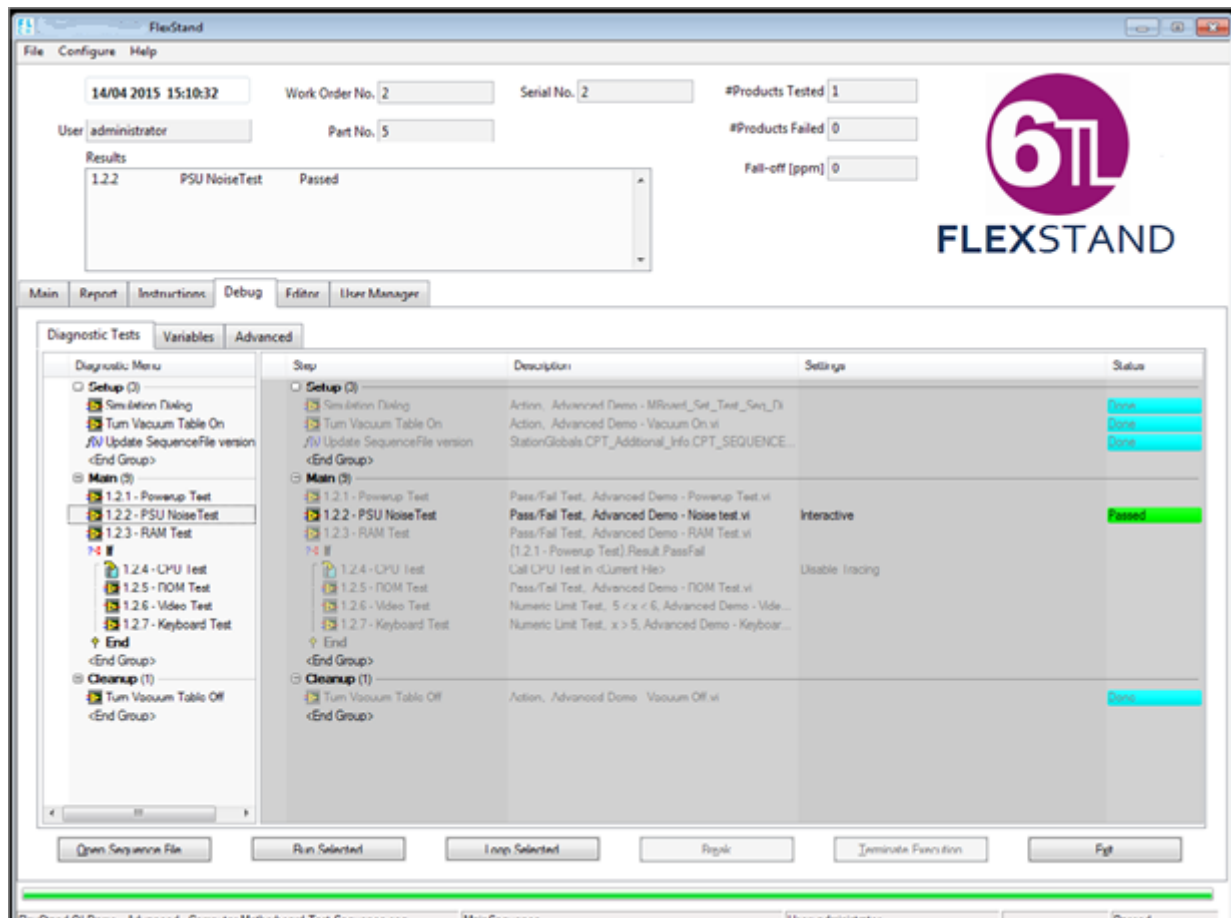 FlexStand
File Configure Help
14/04 2015 15:10:32
Work Order No. 2
Serial No. 2
#Products Tested 1
User administrator
Part No. 5
#Products Failed 0
Results
Fall-off [ppm] 0
1.2.2 PSU NoiseTest Passed
6TL
FLEXSTAND
Main Report Instructions Debug Editor User Manager
Diagnostic Tests Variables Advanced
Diagnostic Menu Step Description Settings Status
Setup (3) Setup (3)
Simulation Dialog Simulation Dialog Action, Advanced Demo - MBoard_Set_Test_Seq_Di Done
Turn Vacuum Table On Turn Vacuum Table On Action, Advanced Demo - Vacuum On.vi Done
Update SequenceFile version Update SequenceFile version StationGlobals.CPT_Additional_Info.CPT_SEQUENCE... Done
<End Group> <End Group>
Main (9) Main (9)
1.2.1 - Powerup Test 1.2.1 - Powerup Test Pass/Fail Test, Advanced Demo - Powerup Test.vi
1.2.2 - PSU NoiseTest 1.2.2 - PSU NoiseTest Pass/Fail Test, Advanced Demo - Noise test.vi Interactive Passed
1.2.3 - RAM Test 1.2.3 - RAM Test Pass/Fail Test, Advanced Demo - RAM Test.vi
If If {1.2.1 - Powerup Test}.Result.PassFail
1.2.4 - CPU Test 1.2.4 - CPU Test Call CPU Test in <Current File> Disable Tracing
1.2.5 - ROM Test 1.2.5 - ROM Test Pass/Fail Test, Advanced Demo - ROM Test.vi
1.2.6 - Video Test 1.2.6 - Video Test Numeric Limit Test, 5 < x < 6, Advanced Demo - Vide...
1.2.7 - Keyboard Test 1.2.7 - Keyboard Test Numeric Limit Test, x > 5, Advanced Demo - Keyboar...
End End
<End Group> <End Group>
Cleanup (1) Cleanup (1)
Turn Vacuum Table Off Turn Vacuum Table Off Action, Advanced Demo - Vacuum Off.vi Done
<End Group> <End Group>
Open Sequence File Run Selected Loop Selected Break Terminate Execution Exit